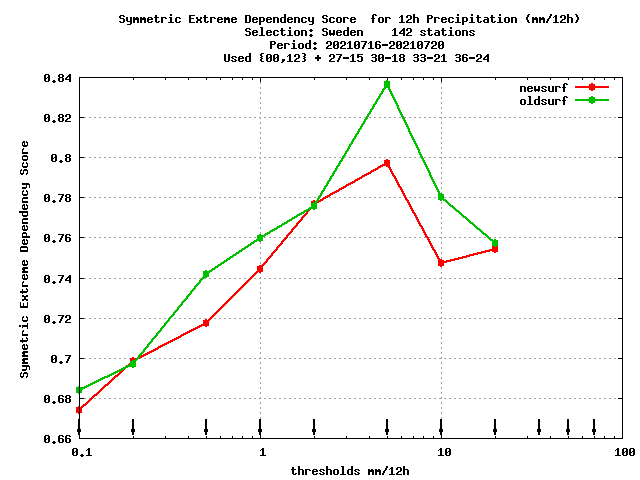 Symmetric Extreme Dependency Score  for 12h Precipitation (mm/12h)
Selection: Sweden    142 stations
Period: 20210716-20210720
Used {00,12} + 27-15 30-18 33-21 36-24
newsurf
oldsurf
0.84
0.82
0.8
0.78
0.76
0.74
0.72
0.7
0.68
0.66
Symmetric Extreme Dependency Score
0.1
1
10
100
thresholds mm/12h